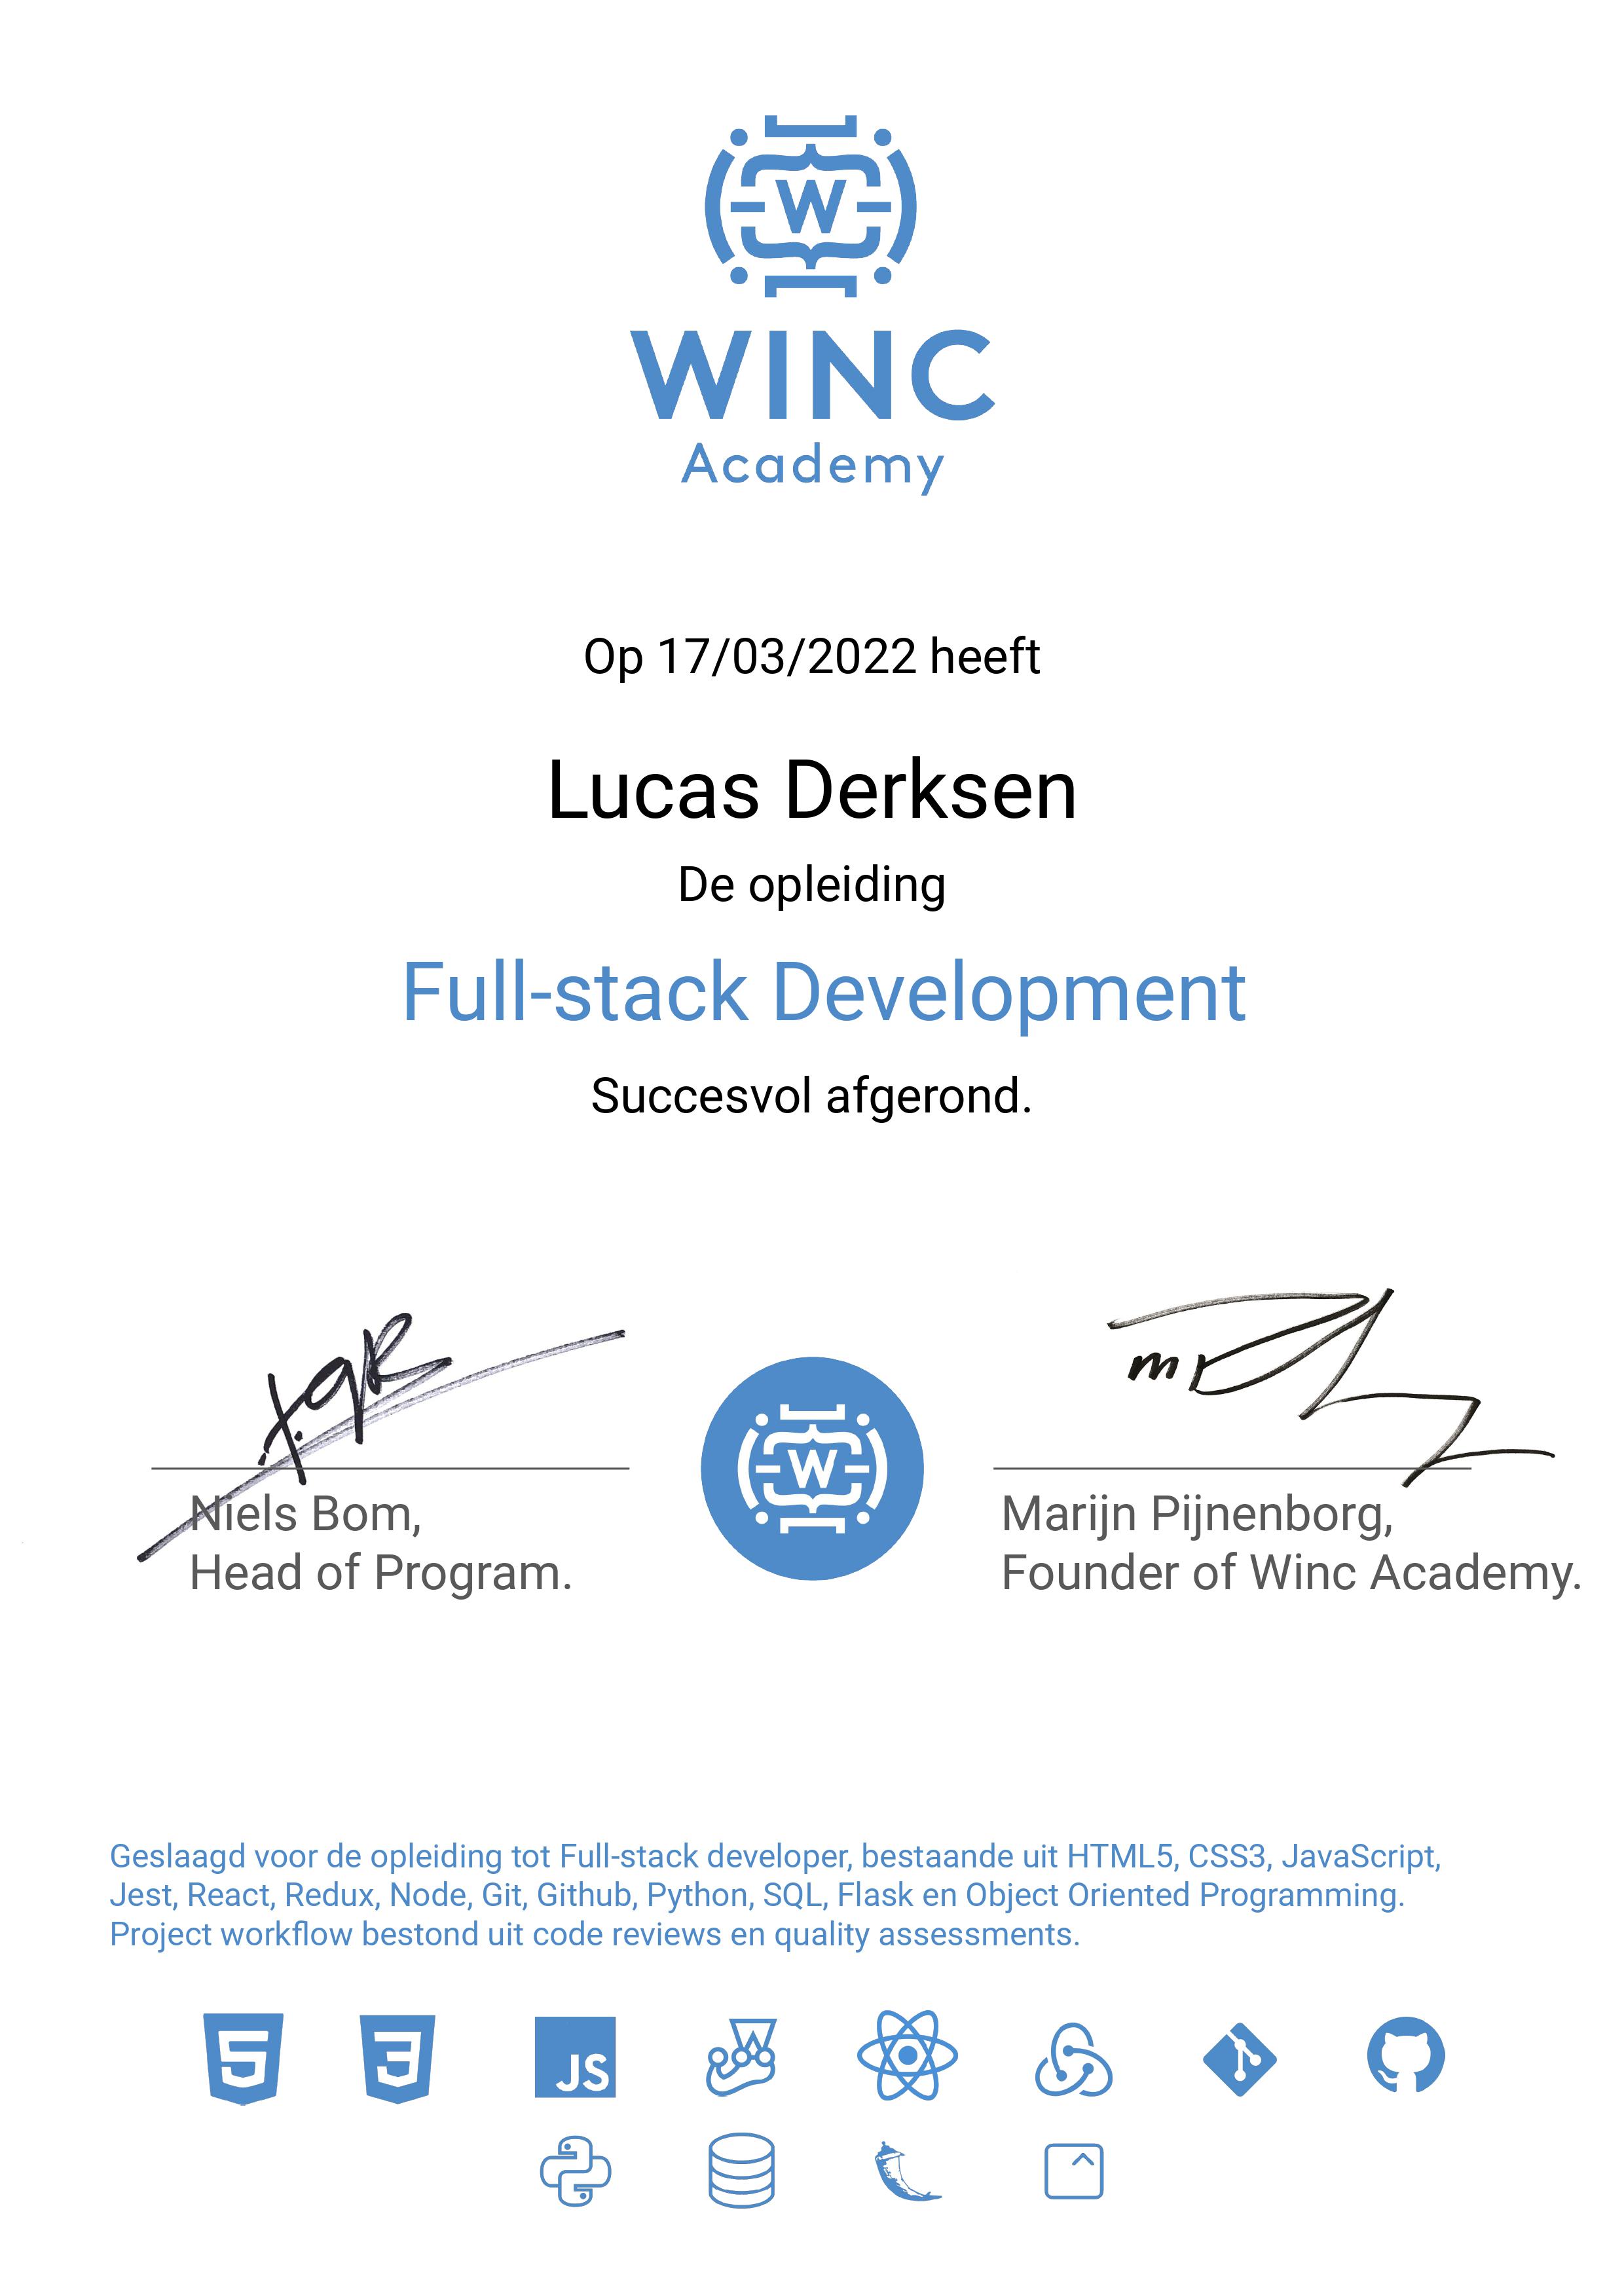 W
WINC
Academy
Op 17/03/2022 heeft
Lucas Derksen
De opleiding
Full-stack Development
Succesvol afgerond.
W
Niels Bom,
Head of Program.
Marijn Pijnenborg,
Founder of Winc Academy.
Geslaagd voor de opleiding tot Full-stack developer, bestaande uit HTML5, CSS3, JavaScript,
Jest, React, Redux, Node, Git, Github, Python, SQL, Flask en Object Oriented Programming.
Project workflow bestond uit code reviews en quality assessments.
5 3 JS